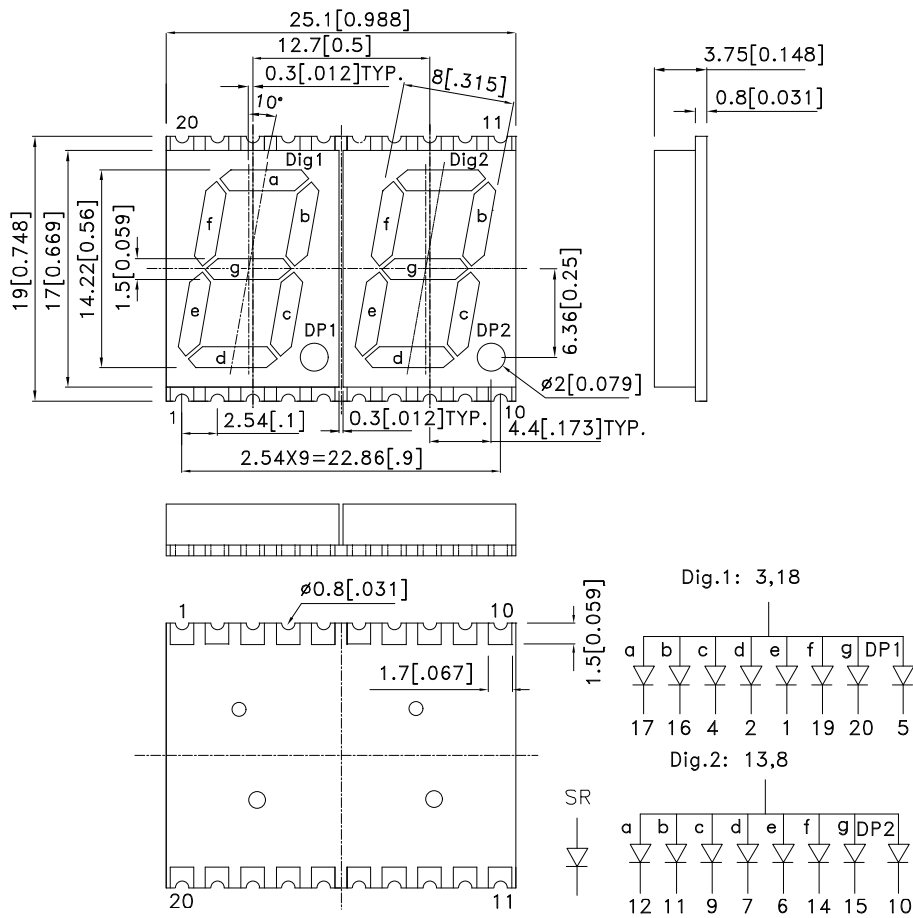 25.1[0.988]
12.7[0.5]
0.3[.012]TYP.
8[.315]
10°
3.75[0.148]
0.8[0.031]
20
11
Dig1
Dig2
a
b
f
g
e
c
d
DP1
f
b
g
e
c
d
DP2
19[0.748]
17[0.669]
14.22[0.56]
1.5[0.059]
6.36[0.25]
ø2[0.079]
1
10
2.54[.1]
0.3[.012]TYP.
4.4[.173]TYP.
2.54X9=22.86[.9]
ø0.8[.031]
1
10
1.5[0.059]
1.7[.067]
20
11
SR
Dig.1: 3,18
a b c d e f g DP1
17 16 4 2 1 19 20 5
Dig.2: 13,8
a b c d e f g DP2
12 11 9 7 6 14 15 10